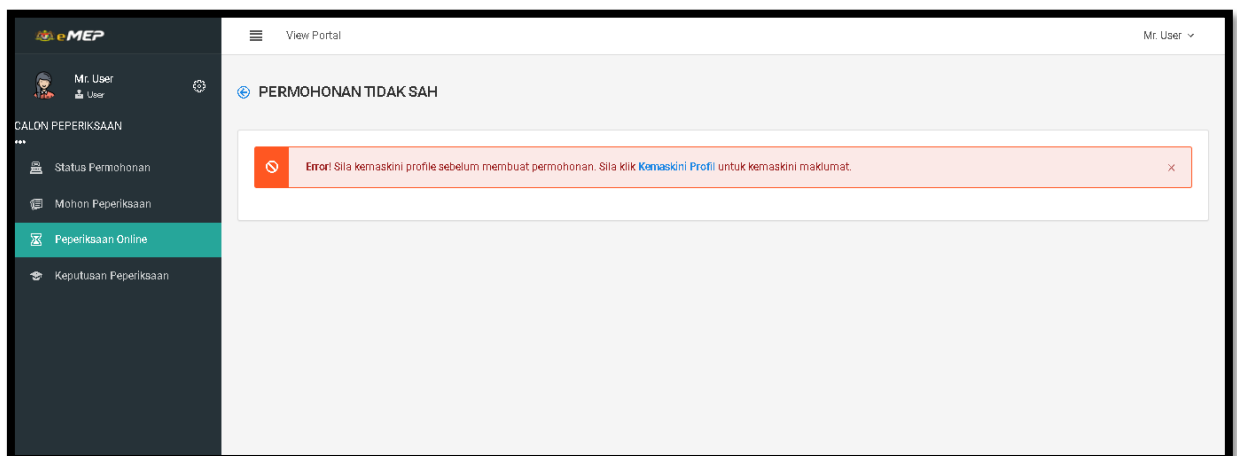 eMEP
View Portal
Mr. User
Mr. User
User
CALON PEPERIKSAAN
Status Permohonan
Mohon Peperiksaan
Peperiksaan Online
Keputusan Peperiksaan
PERMOHONAN TIDAK SAH
Error! Sila kemaskini profile sebelum membuat permohonan. Sila klik Kemaskini Profil untuk kemaskini maklumat.